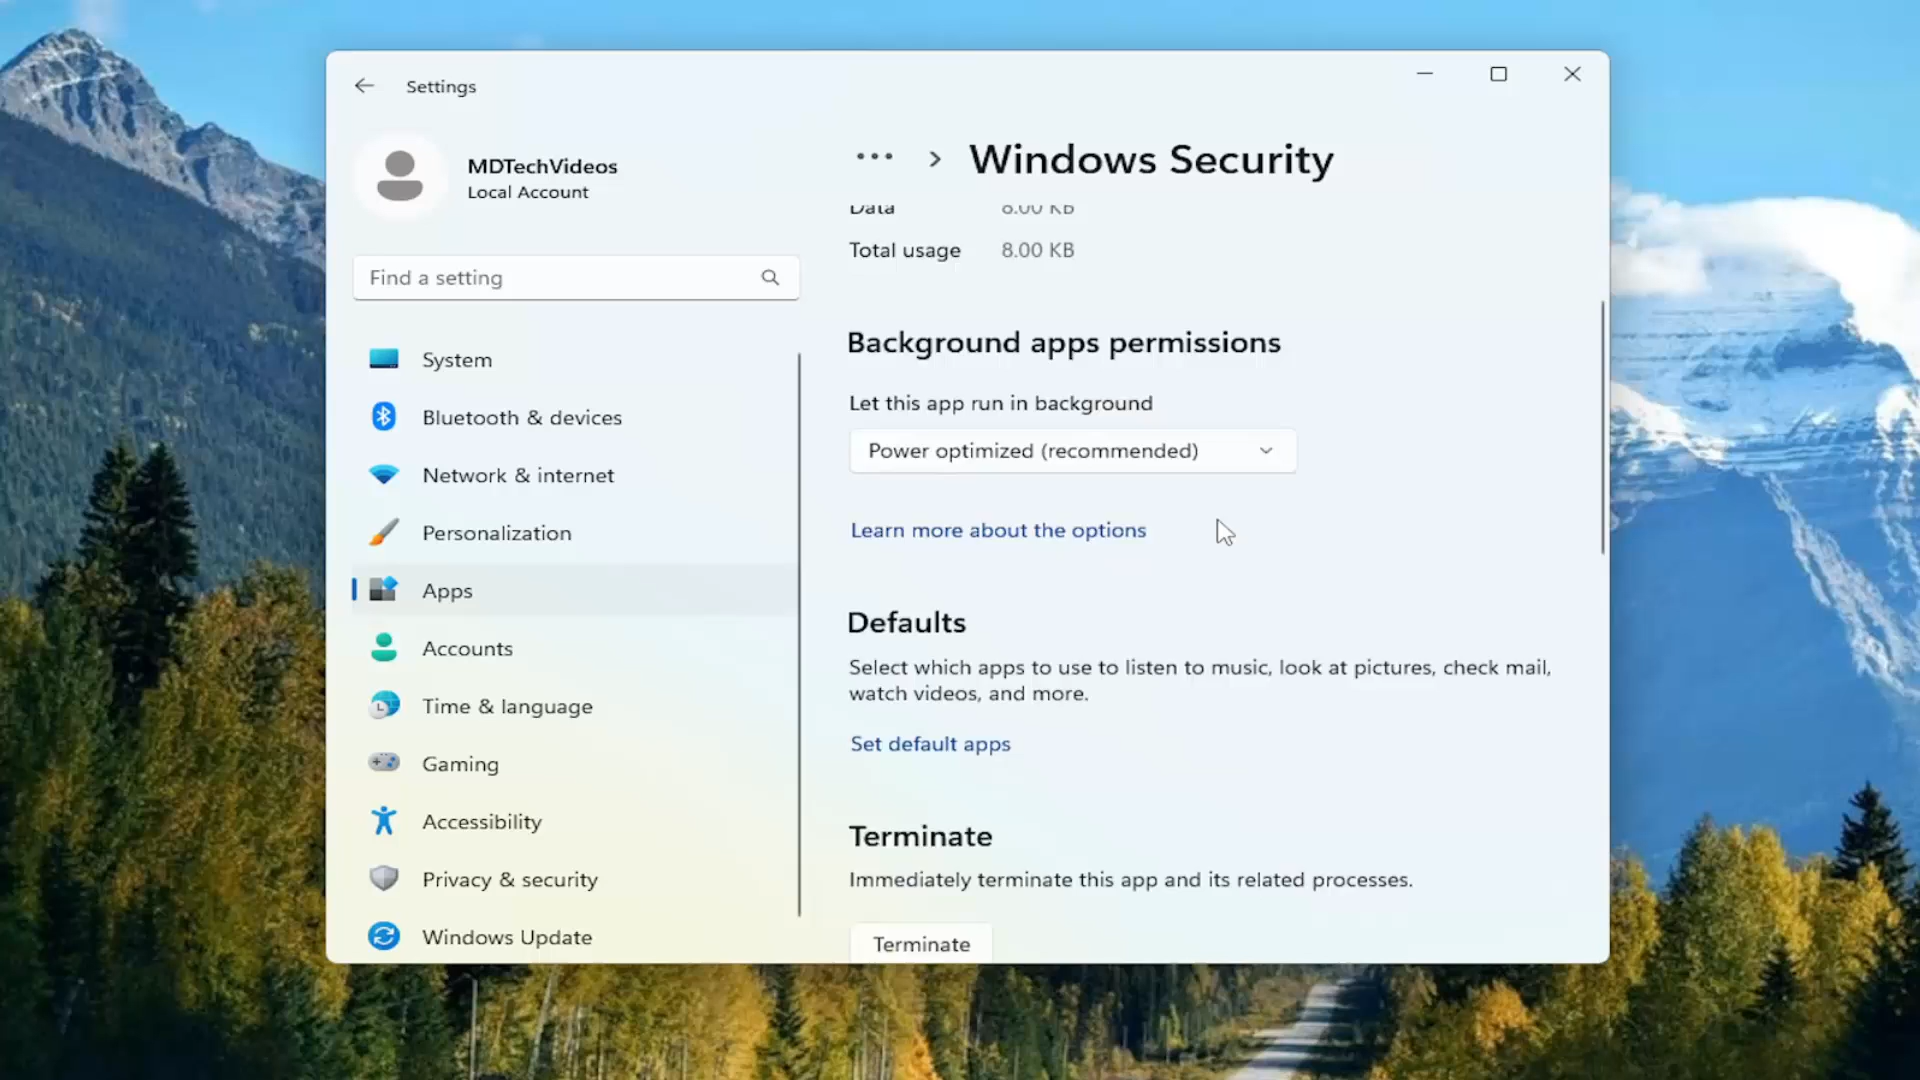 Settings
MDTechVideos
Local Account
Find a setting
System
Bluetooth & devices
Network & internet
Personalization
Apps
Accounts
Time & language
Gaming
Accessibility
Privacy & security
Windows Update
... > Windows Security
Data 8.00 KB
Total usage 8.00 KB
Background apps permissions
Let this app run in background
Power optimized (recommended)
Learn more about the options
Defaults
Select which apps to use to listen to music, look at pictures, check mail,
watch videos, and more.
Set default apps
Terminate
Immediately terminate this app and its related processes.
Terminate